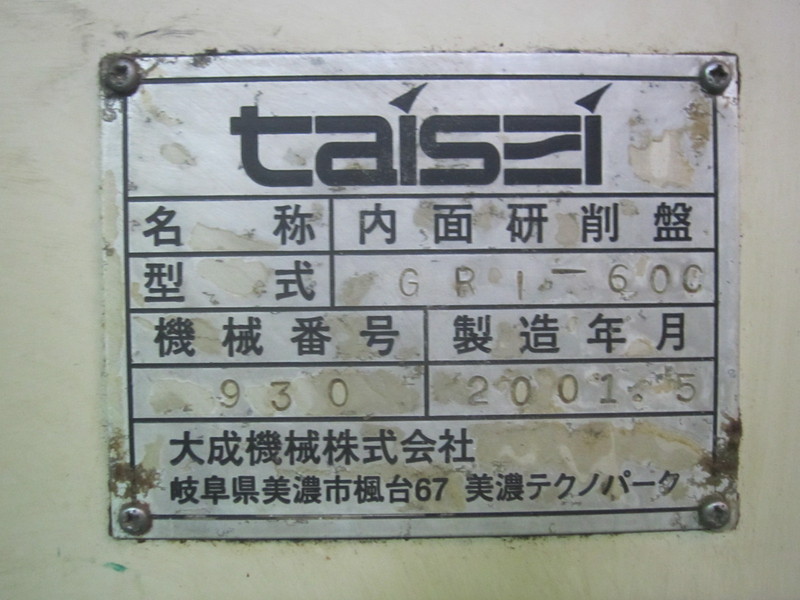 taisei
名称 内面研削盤
型式 GRI-60C
機械番号 製造年月
930 2001.5
大成機械株式会社
岐阜県美濃市楓台67 美濃テクノパーク